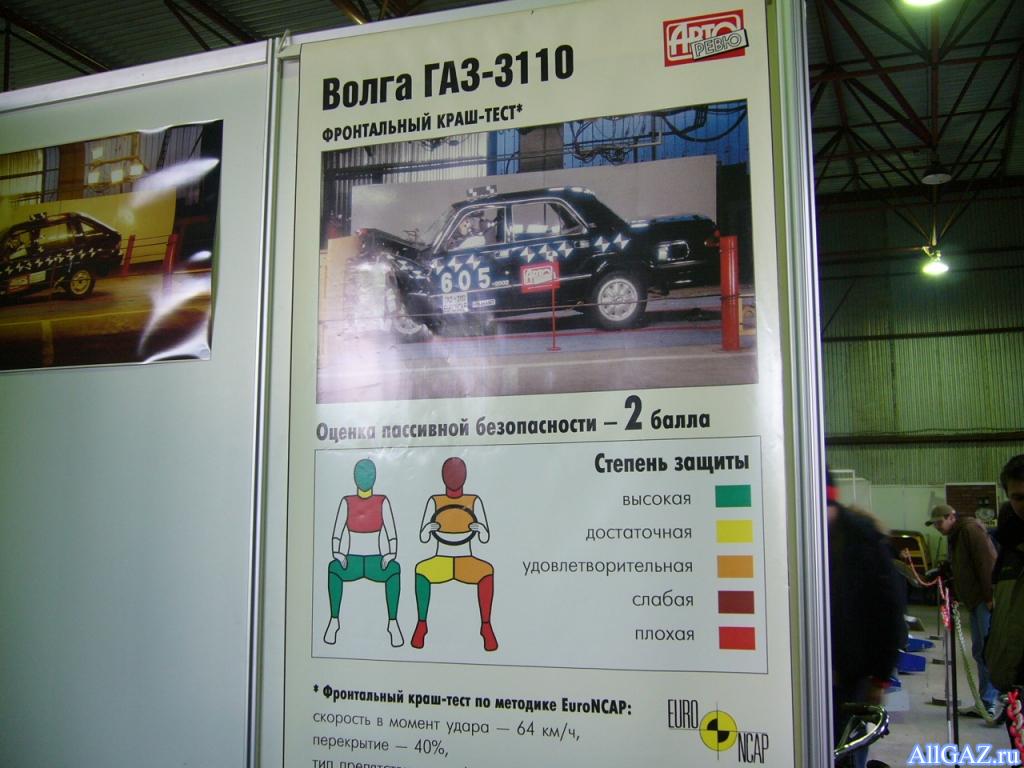 АВТО
РЕВЮ
Волга ГАЗ-3110
ФРОНТАЛЬНЫЙ КРАШ-ТЕСТ*
605
Оценка пассивной безопасности – 2 балла
Степень защиты
высокая
достаточная
удовлетворительная
слабая
плохая
* Фронтальный краш-тест по методике EuroNCAP:
скорость в момент удара – 64 км/ч,
перекрытие – 40%,
EURO
NCAP
AllGAZ.ru